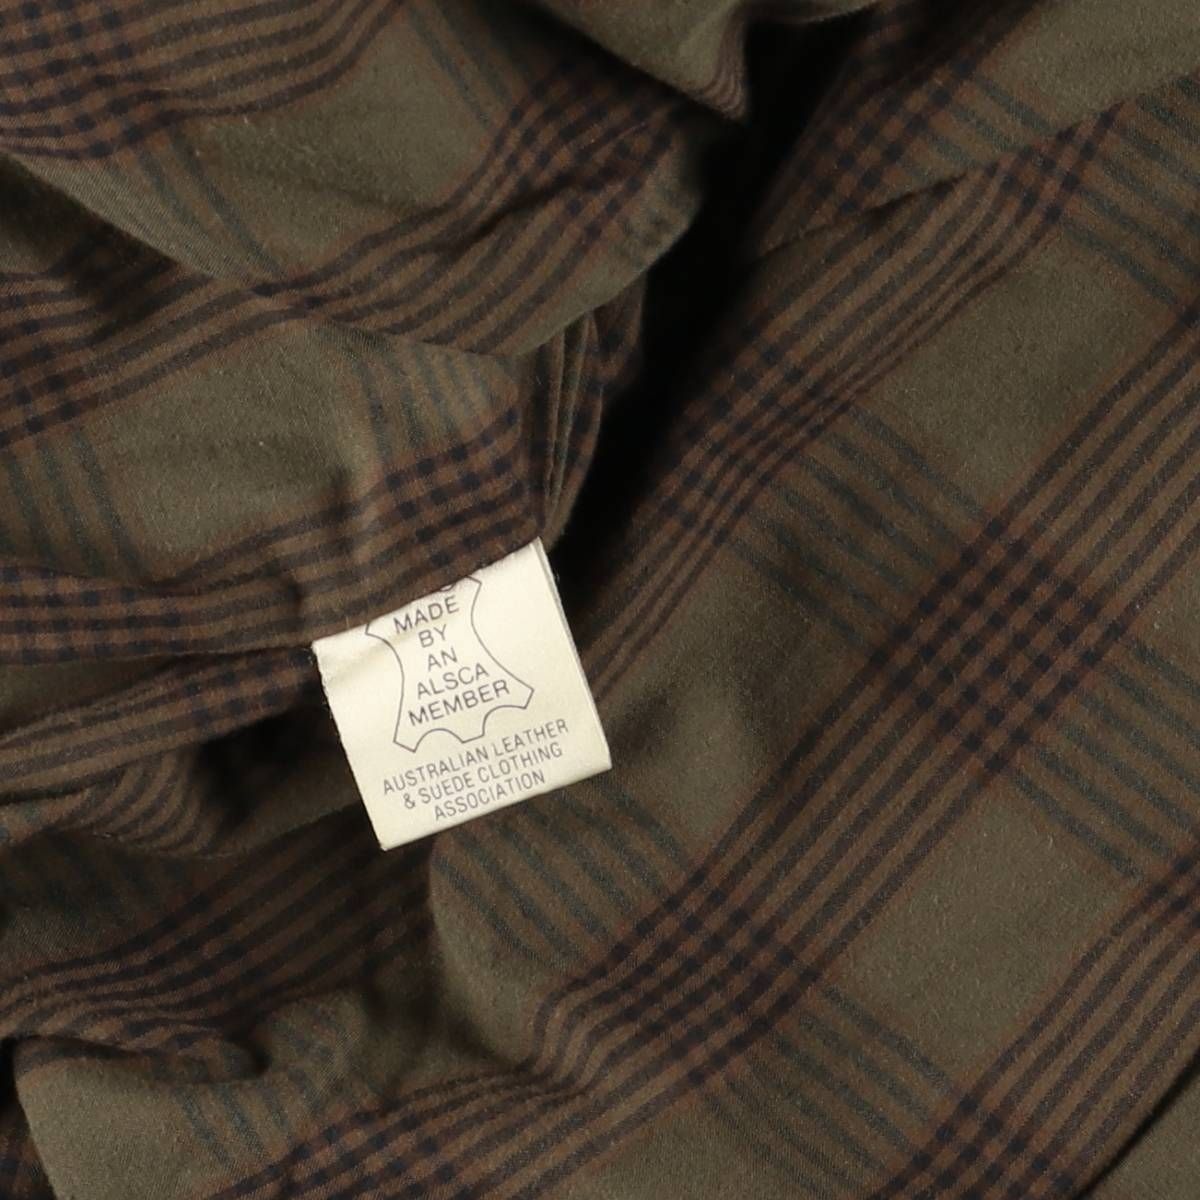 MADE
BY
AN
ALSCA
MEMBER
AUSTRALIAN LEATHER
& SUEDE CLOTHING
ASSOCIATION